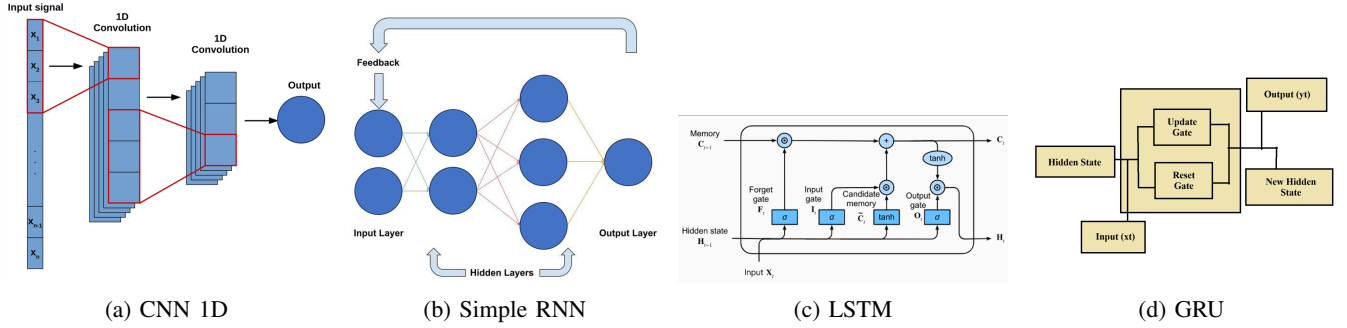 Input signal
x1
x2
x3
.
.
.
xn-1
xn
1D
Convolution
1D
Convolution
Output
(a) CNN 1D
Feedback
Input Layer
Hidden Layers
Output Layer
(b) Simple RNN
Memory
Ct−1
Forget
gate
Ft
σ
Input
gate
It
σ
Candidate
memory
C̃t
tanh
+
tanh
Output
gate
Ot
σ
Ct
Hidden state
Ht−1
Input Xt
Ht
(c) LSTM
Hidden State
Input (xt)
Update
Gate
Reset
Gate
Output (yt)
New Hidden
State
(d) GRU